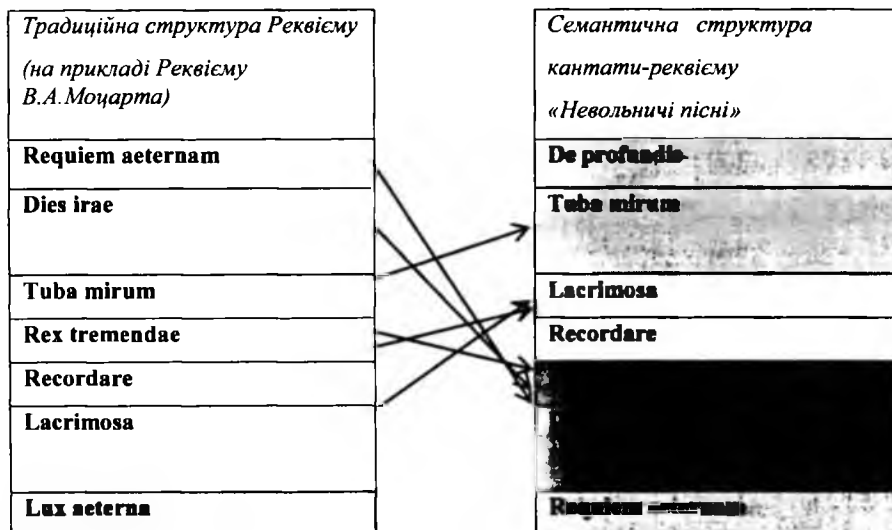 Традиційна структура Реквієму
(на прикладі Реквієму
В.А.Моцарта)
Requiem aeternam
Dies irae
Tuba mirum
Rex tremendae
Recordare
Lacrimosa
Lux aeterna
Семантична структура
кантати-реквієму
«Невольничі пісні»
De profundis
Tuba mirum
Lacrimosa
Recordare
Requiem